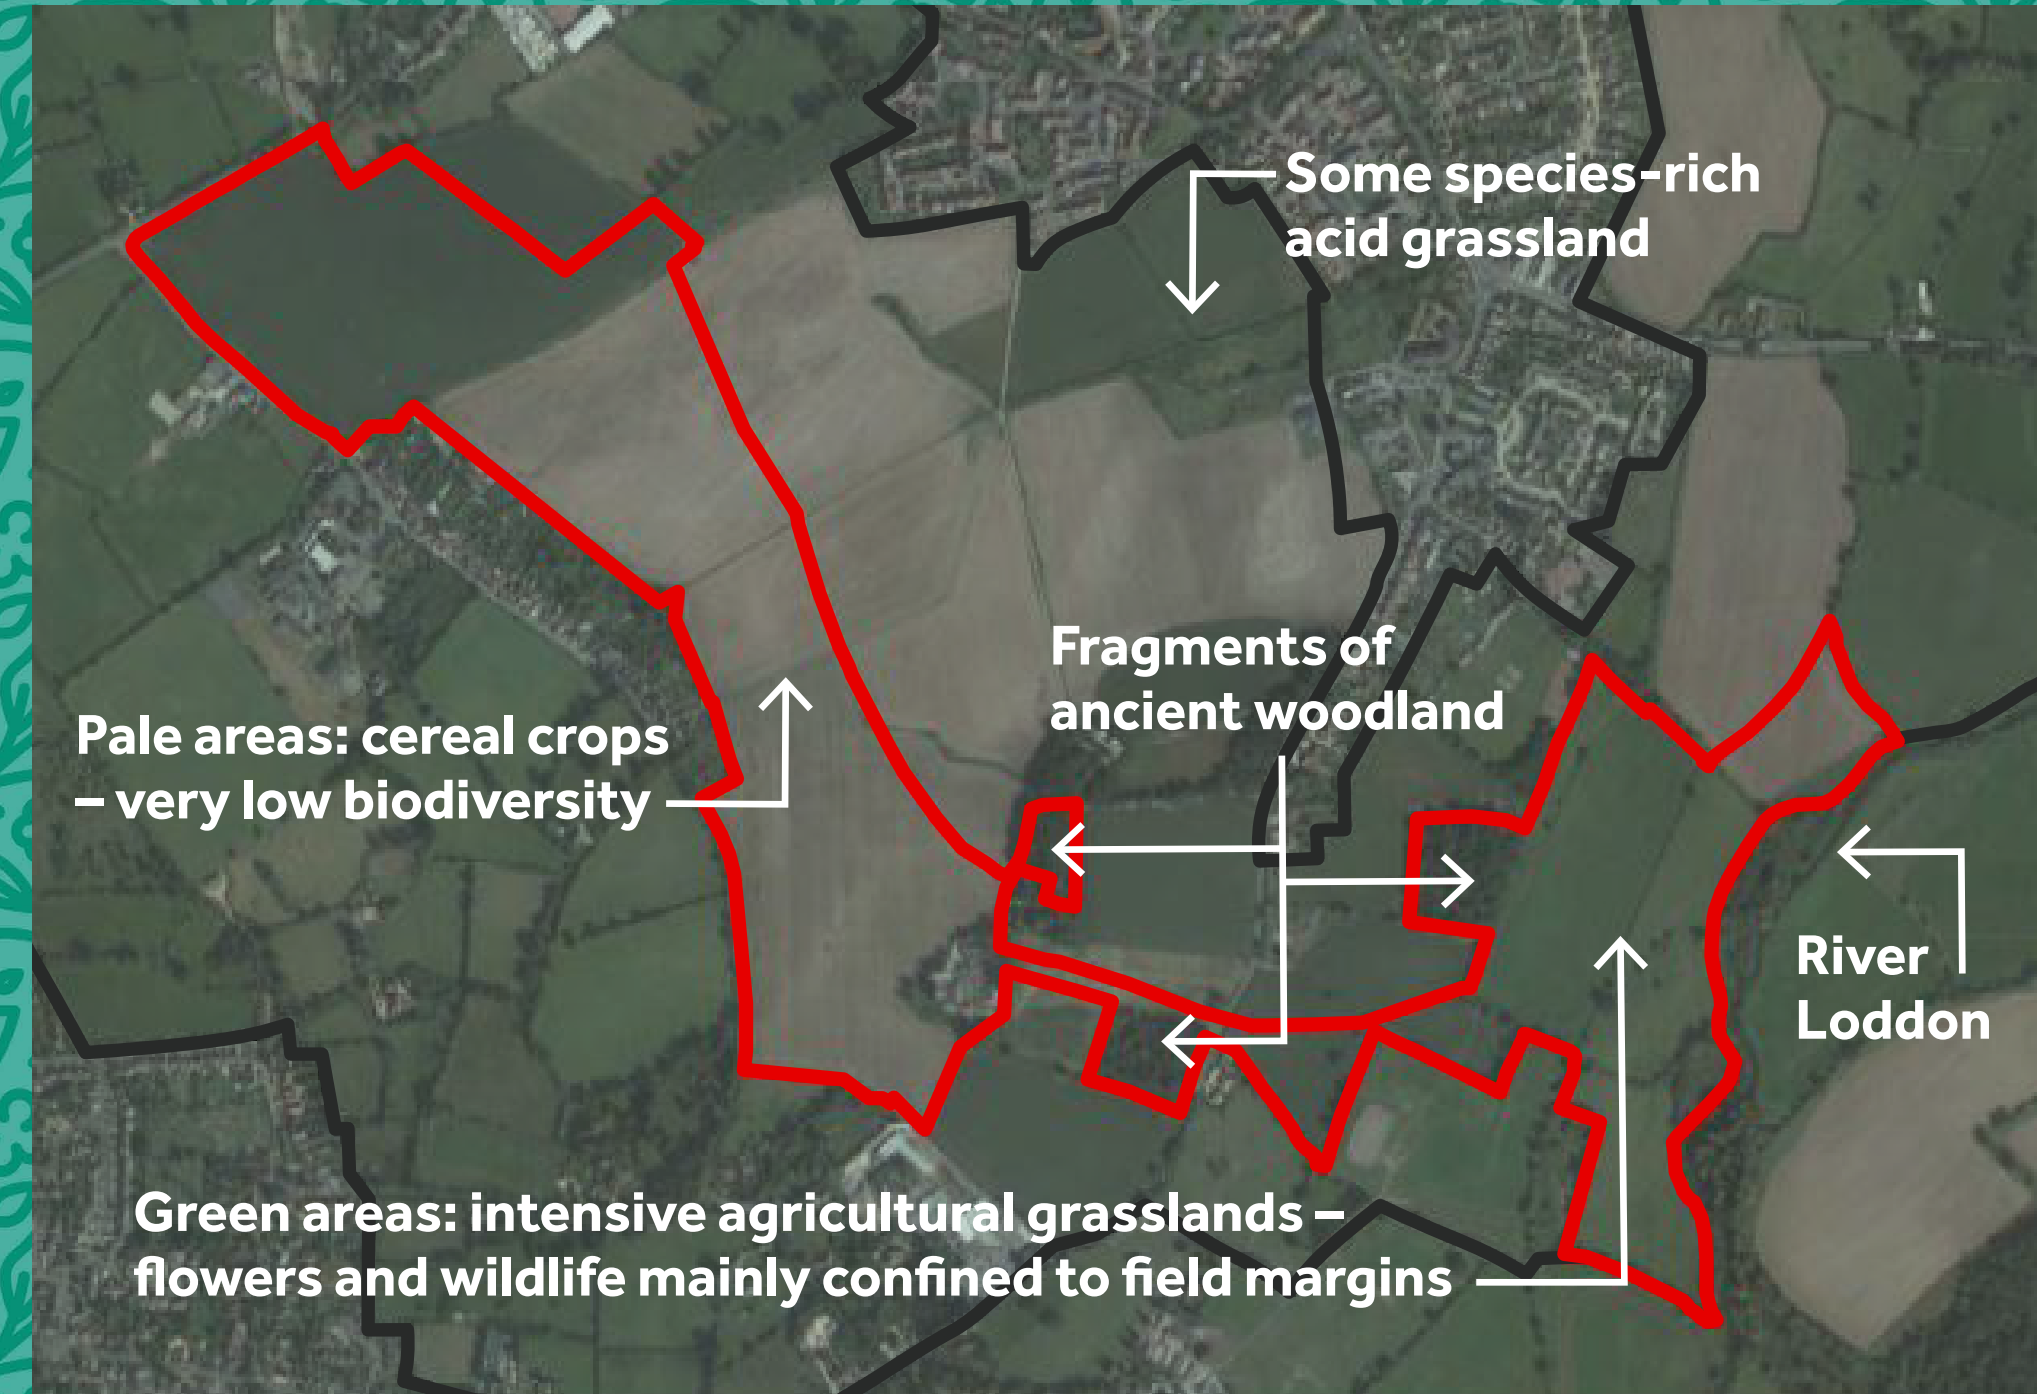 Some species-rich
acid grassland
Fragments of
ancient woodland
Pale areas: cereal crops
– very low biodiversity
River
Loddon
Green areas: intensive agricultural grasslands –
flowers and wildlife mainly confined to field margins